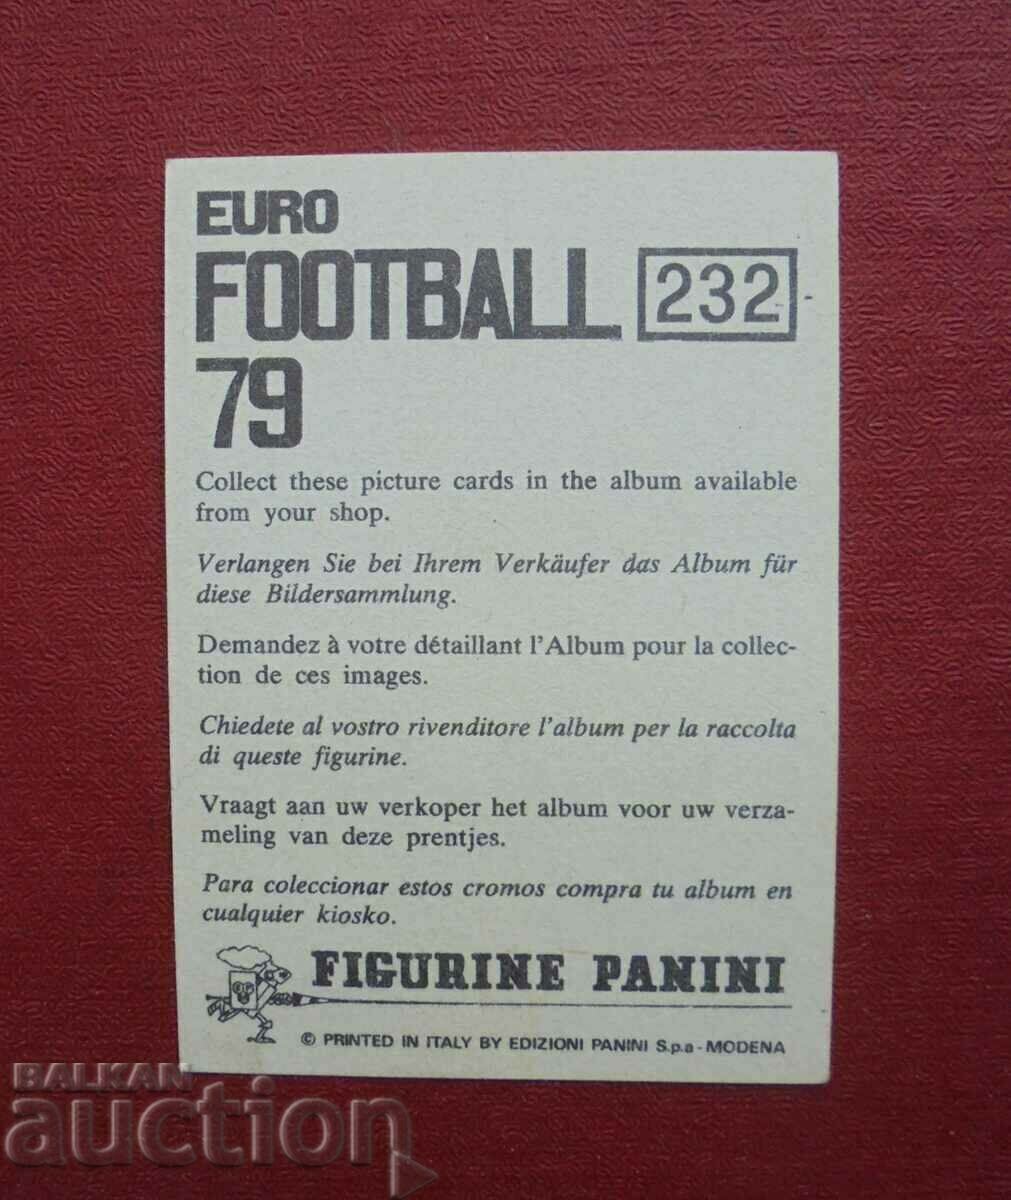 EURO
FOOTBALL 232
79
Collect these picture cards in the album available
from your shop.
Verlangen Sie bei Ihrem Verkäufer das Album für
diese Bildersammlung.
Demandez à votre détaillant l'Album pour la collec-
tion de ces images.
Chiedete al vostro rivenditore l'album per la raccolta
di queste figurine.
Vraagt aan uw verkoper het album voor uw verza-
meling van deze prentjes.
Para coleccionar estos cromos compra tu album en
cualquier kiosko.
FIGURINE PANINI
© PRINTED IN ITALY BY EDIZIONI PANINI S.p.a - MODENA
BALKAN
auction